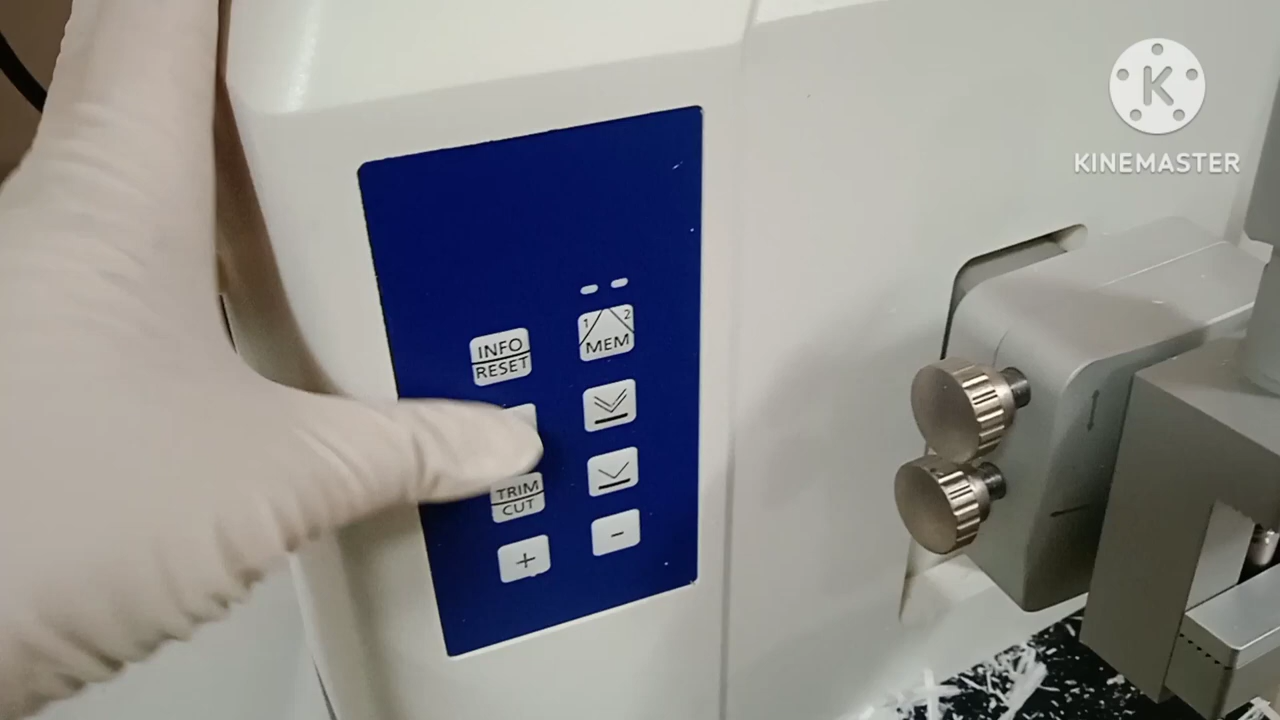 K
KINEMASTER
1 2
MEM
INFO
RESET
TRIM
CUT
+
-